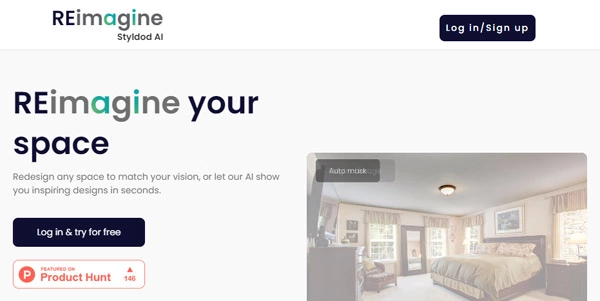 REimagine
Styldod AI
Log in/Sign up
REimagine your
space
Redesign any space to match your vision, or let our AI show
you inspiring designs in seconds.
Auto mask
Log in & try for free
FEATURED ON
Product Hunt
146